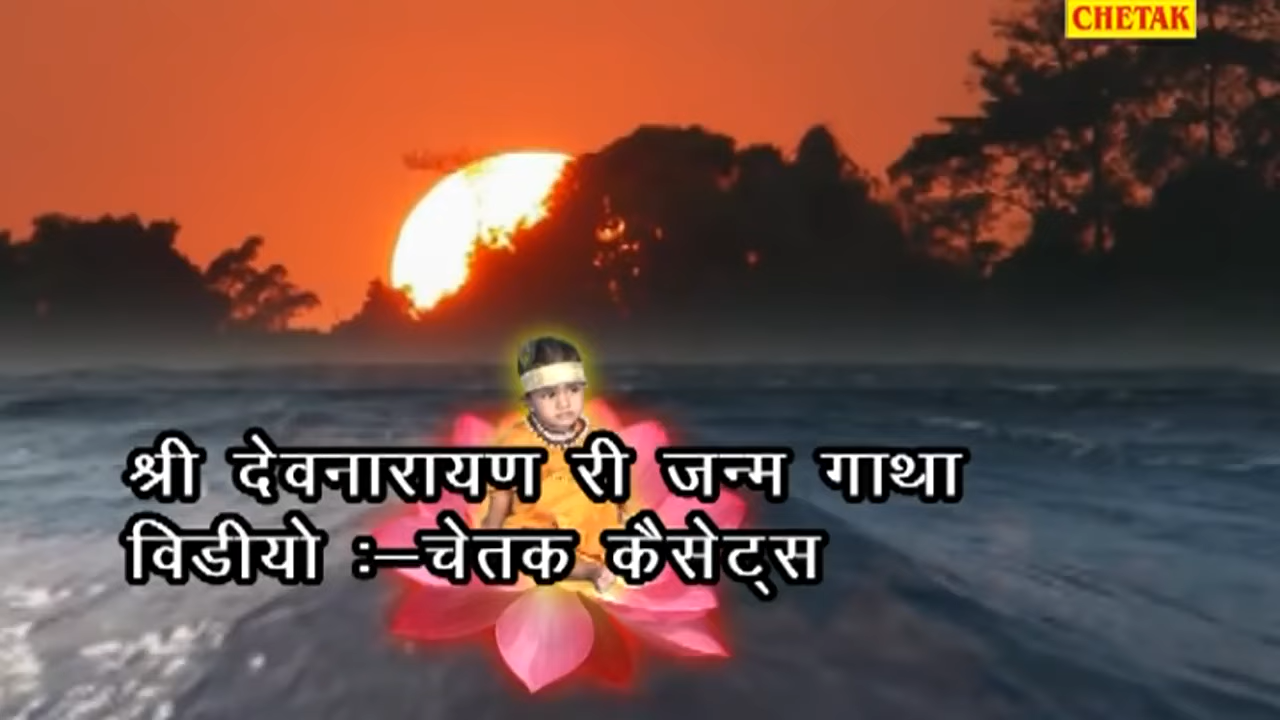 CHETAK
श्री देवनारायण री जन्म गाथा
विडीयो :–चेतक कैसेट्स